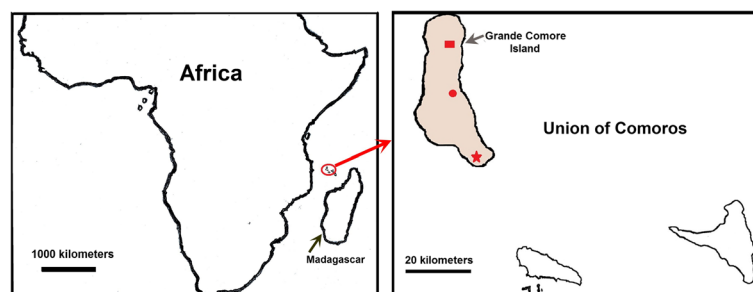 Africa
1000 kilometers
Madagascar
Grande Comore
Island
Union of Comoros
20 kilometers